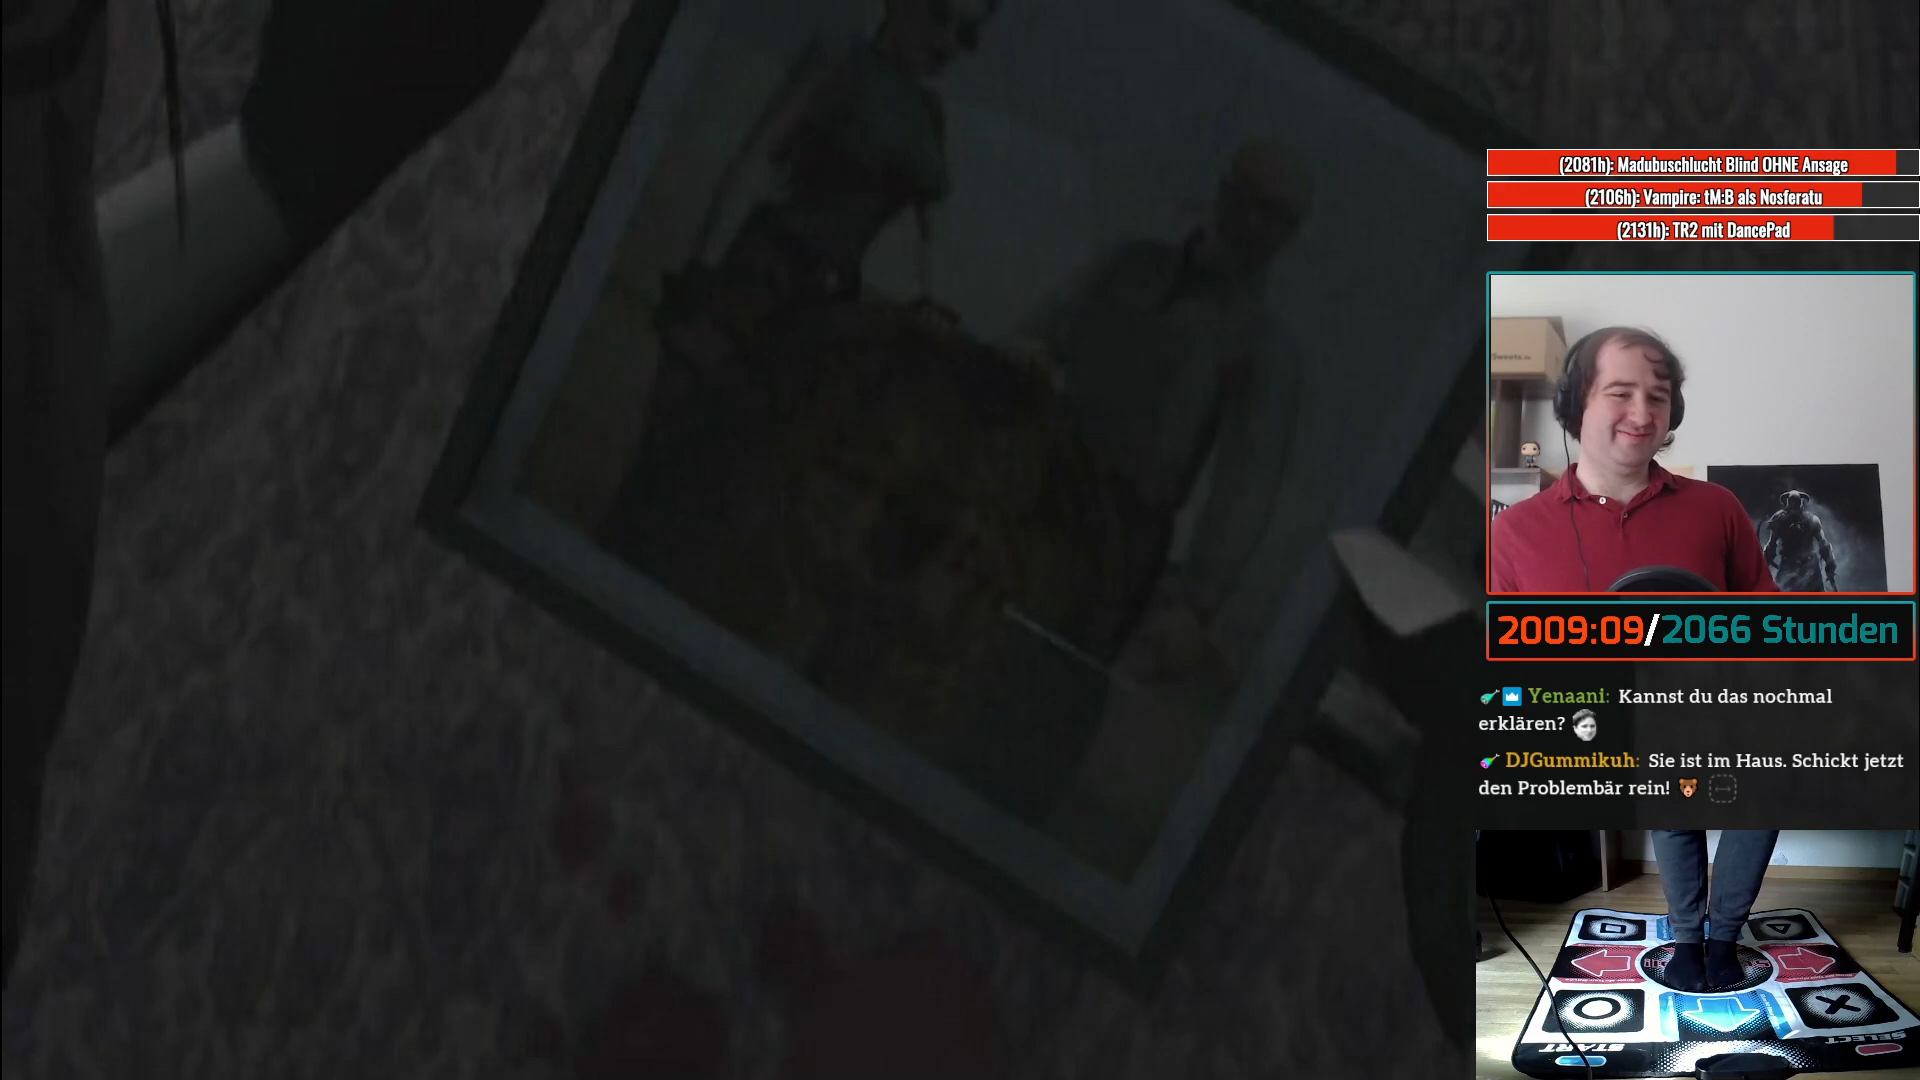 (2081h): Madubuschlucht Blind OHNE Ansage
(2106h): Vampire: tM:B als Nosferatu
(2131h): TR2 mit DancePad
2009:09/2066 Stunden
Yenaani: Kannst du das nochmal
erklären?
DJGummikuh: Sie ist im Haus. Schickt jetzt
den Problembär rein!
START
SELECT